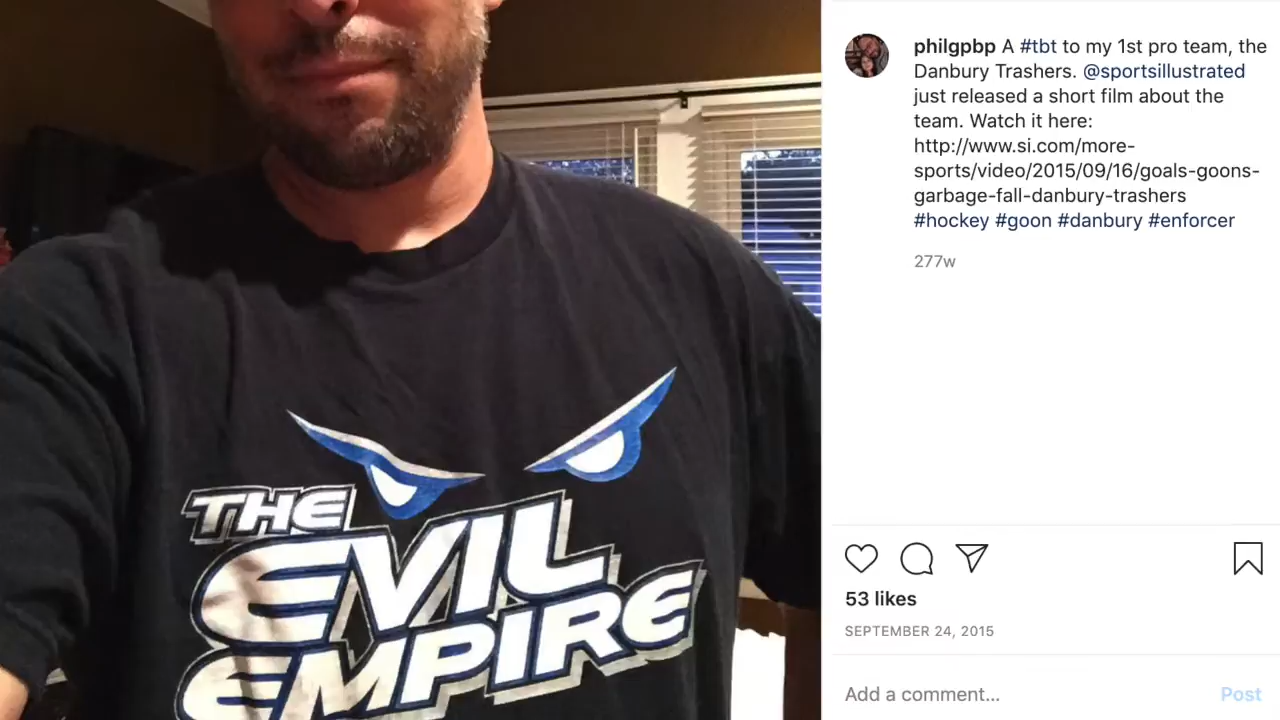 THE
EVIL
EMPIRE
philgpbp A #tbt to my 1st pro team, the
Danbury Trashers. @sportsillustrated
just released a short film about the
team. Watch it here:
http://www.si.com/more-
sports/video/2015/09/16/goals-goons-
garbage-fall-danbury-trashers
#hockey #goon #danbury #enforcer
277w
53 likes
SEPTEMBER 24, 2015
Add a comment...
Post